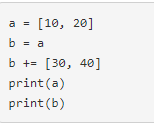 a = [10, 20]
b = a
b += [30, 40]
print(a)
print(b)